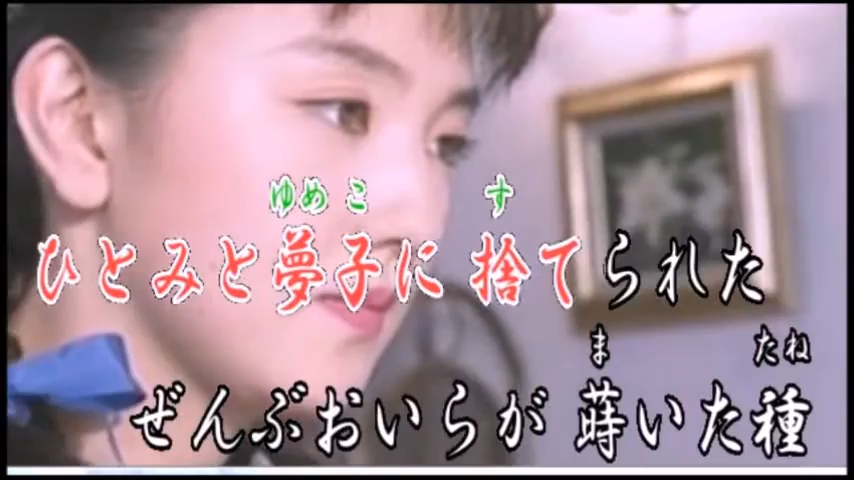 ゆめ こ す
ひとみと夢子に 捨てられた
ま たね
ぜんぶおいらが 蒔いた種